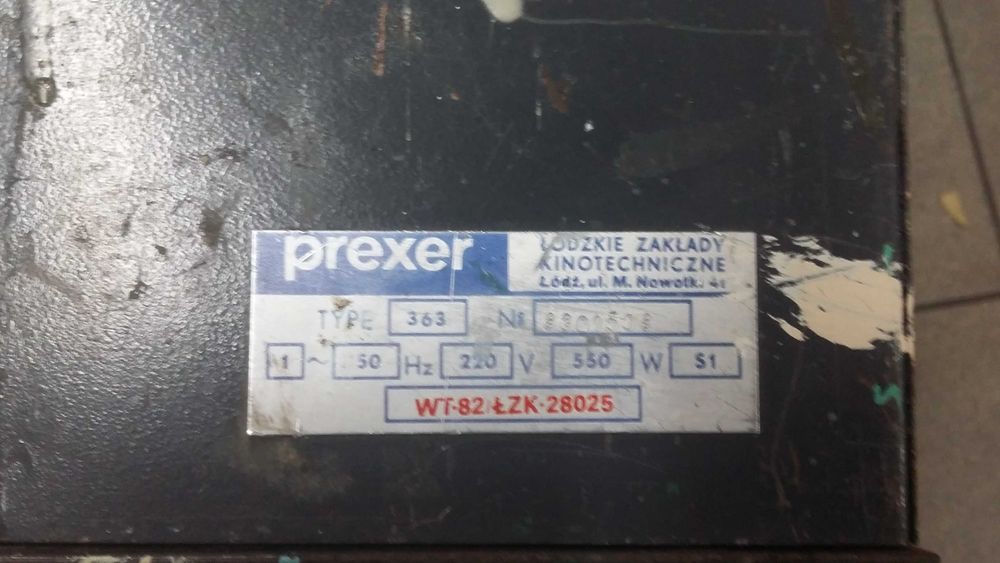 prexer
ŁÓDZKIE ZAKŁADY
KINOTECHNICZNE
Łódź, ul. M. Nowotki 41
TYPE 363 Nr
1 ~ 50 Hz 220 V 550 W S1
WT-82/ŁZK-28025